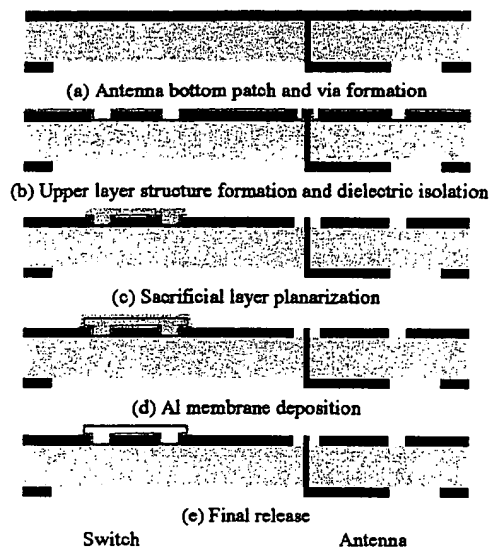 (a) Antenna bottom patch and via formation
(b) Upper layer structure formation and dielectric isolation
(c) Sacrificial layer planarization
(d) Al membrane deposition
(e) Final release
Switch Antenna